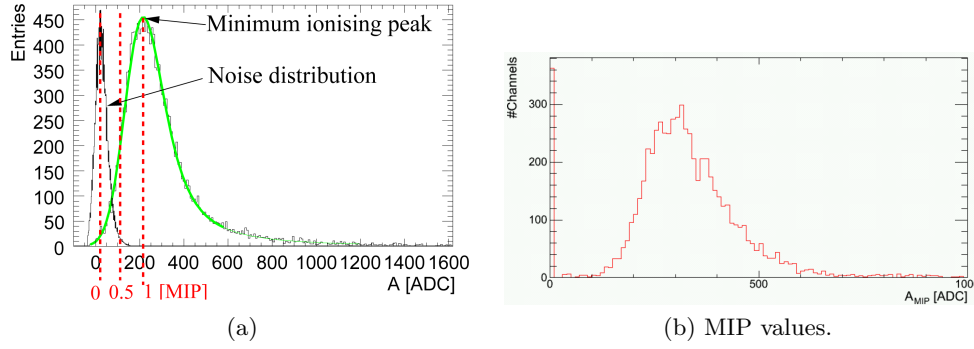 Entries
450
400
350
300
250
200
150
100
50
0
Minimum ionising peak
Noise distribution
0 200 400 600 800 1000 1200 1400 1600
A [ADC]
0 0.5 1 [MIP]
(a)
#Channels
300
200
100
0
0 500 100
A_MIP [ADC]
(b) MIP values.